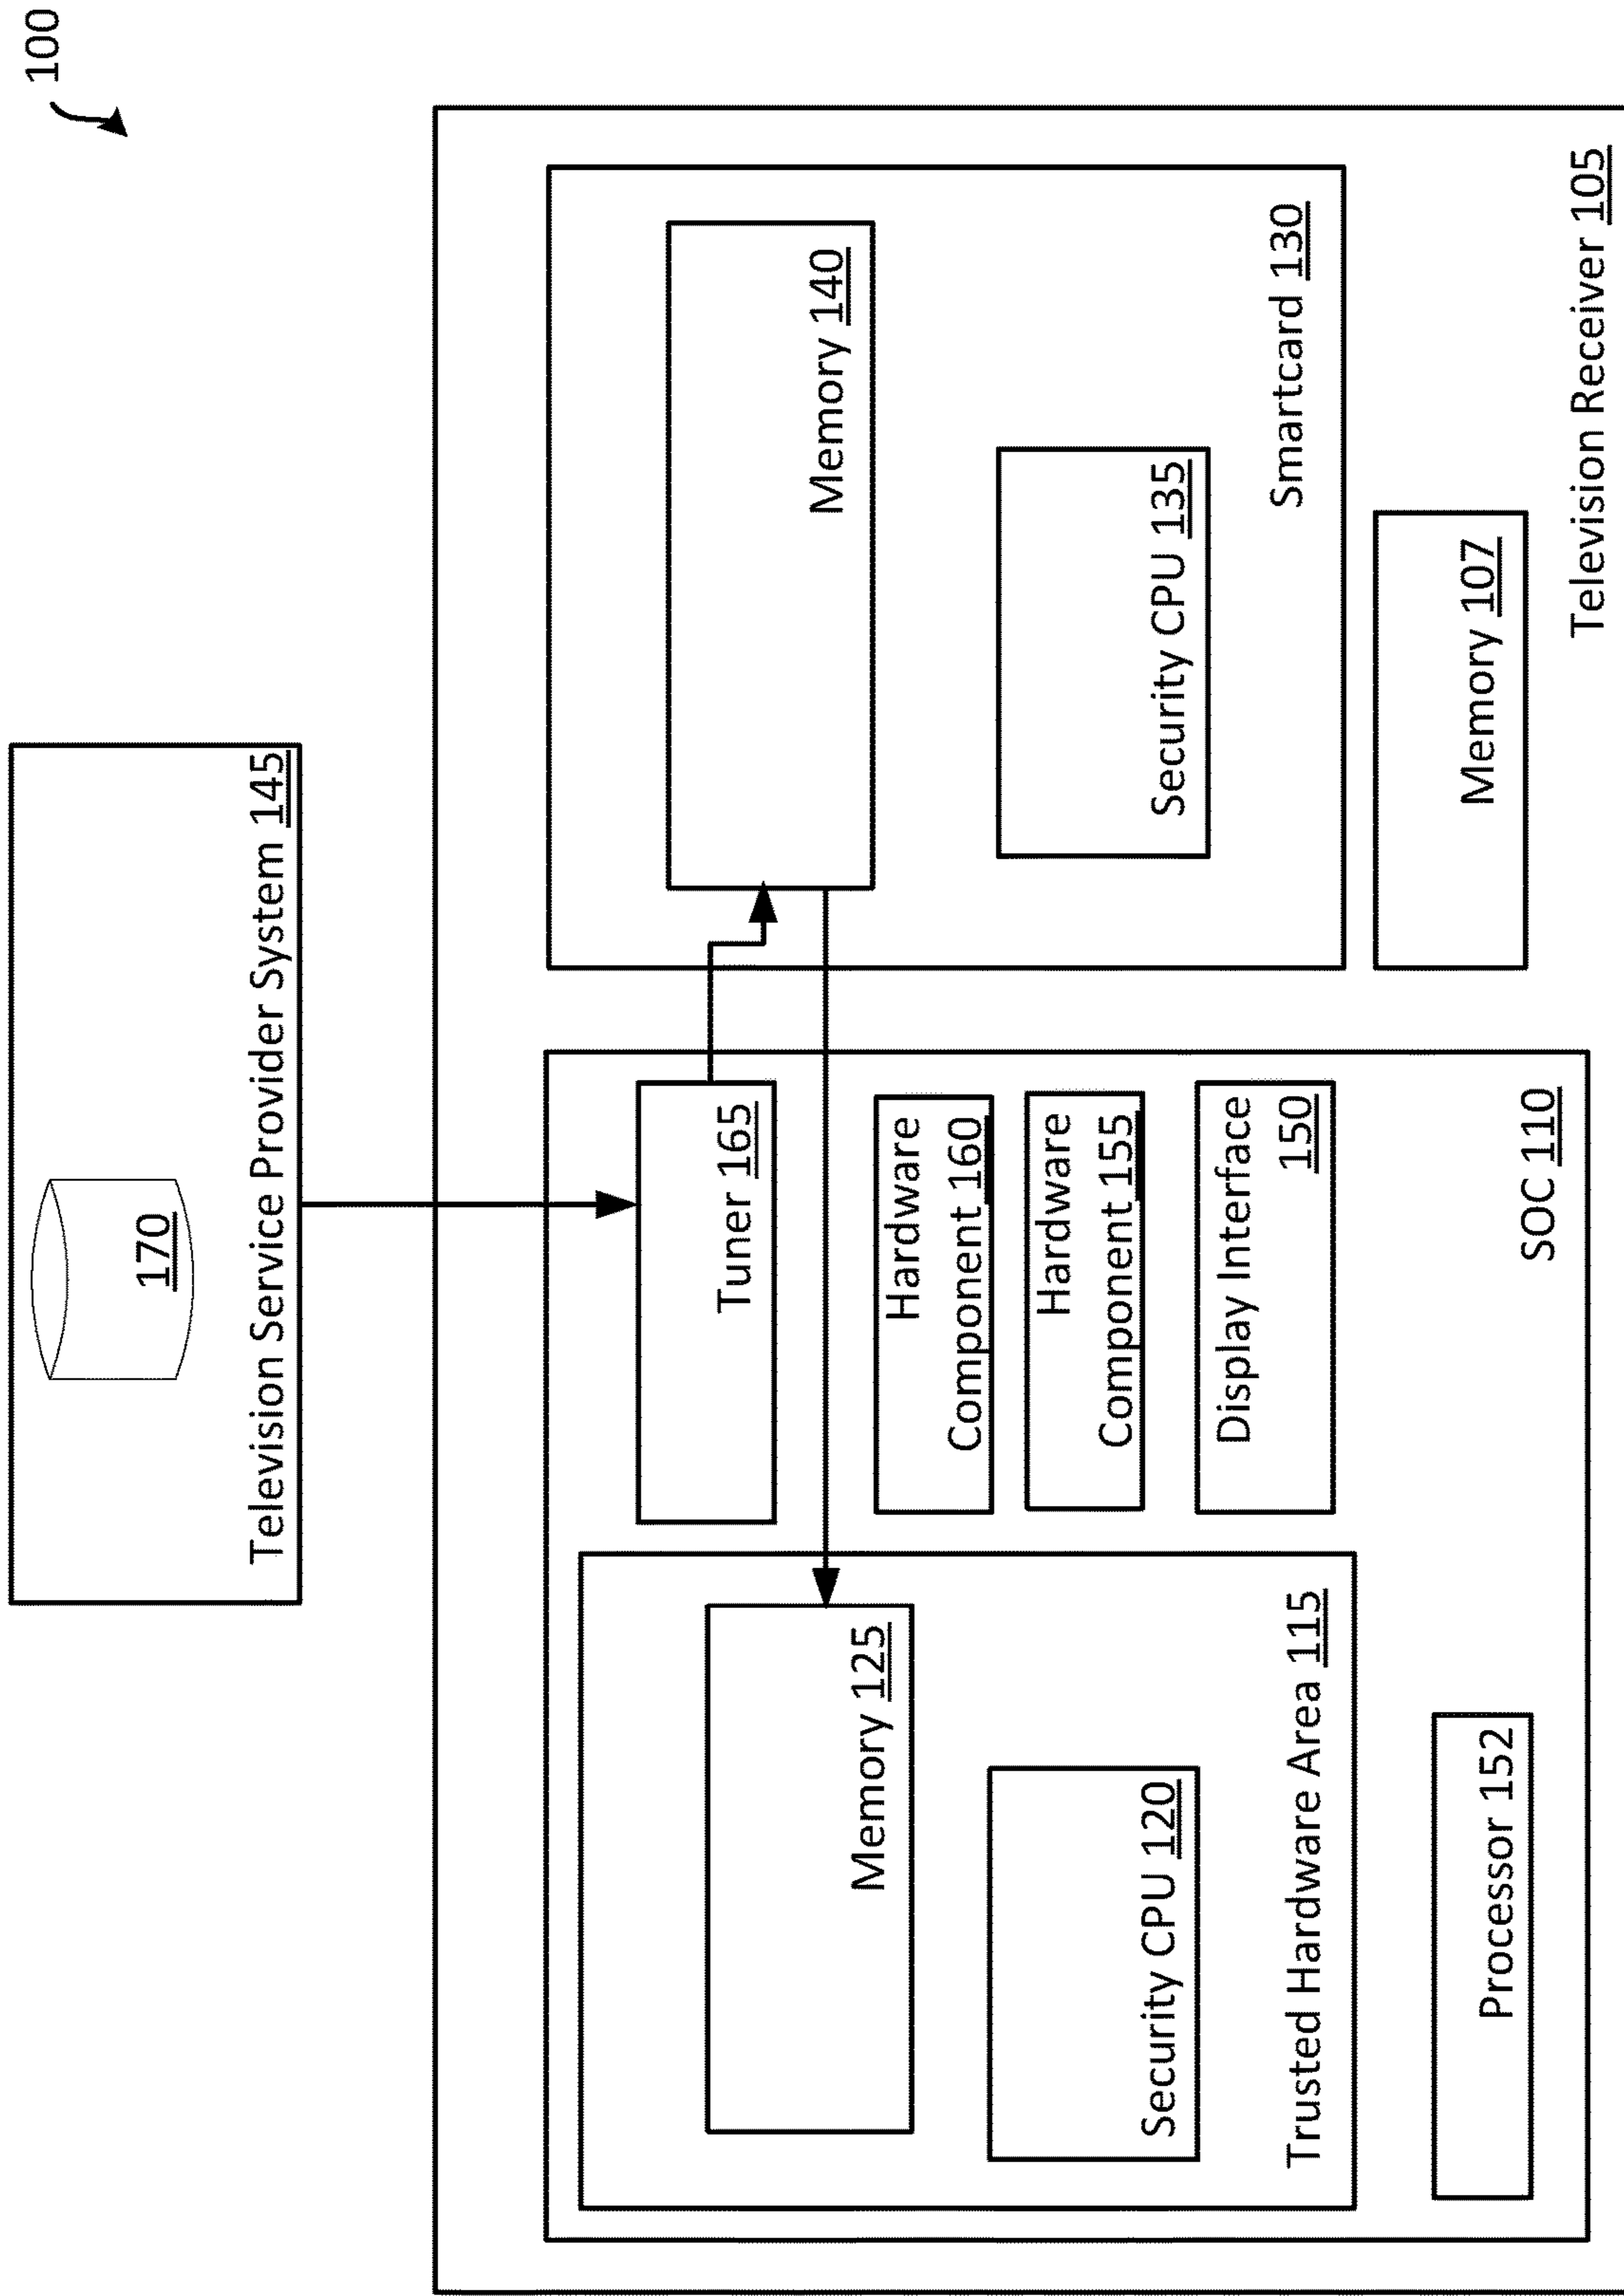 100
170
Television Service Provider System 145
Tuner 165
Memory 140
Memory 125
Hardware
Component 160
Hardware
Component 155
Security CPU 120
Security CPU 135
Display Interface
150
Trusted Hardware Area 115
Smartcard 130
Processor 152
Memory 107
SOC 110
Television Receiver 105